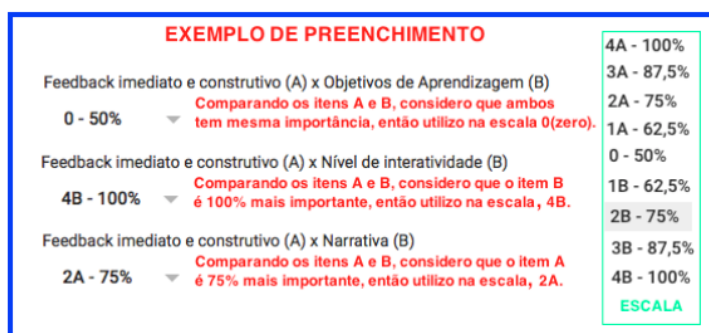 EXEMPLO DE PREENCHIMENTO
Feedback imediato e construtivo (A) x Objetivos de Aprendizagem (B)
0 - 50%
Comparando os itens A e B, considero que ambos
tem mesma importância, então utilizo na escala 0(zero).
Feedback imediato e construtivo (A) x Nível de interatividade (B)
4B - 100%
Comparando os itens A e B, considero que o item B
é 100% mais importante, então utilizo na escala, 4B.
Feedback imediato e construtivo (A) x Narrativa (B)
2A - 75%
Comparando os itens A e B, considero que o item A
é 75% mais importante, então utilizo na escala, 2A.
4A - 100%
3A - 87,5%
2A - 75%
1A - 62,5%
0 - 50%
1B - 62,5%
2B - 75%
3B - 87,5%
4B - 100%
ESCALA